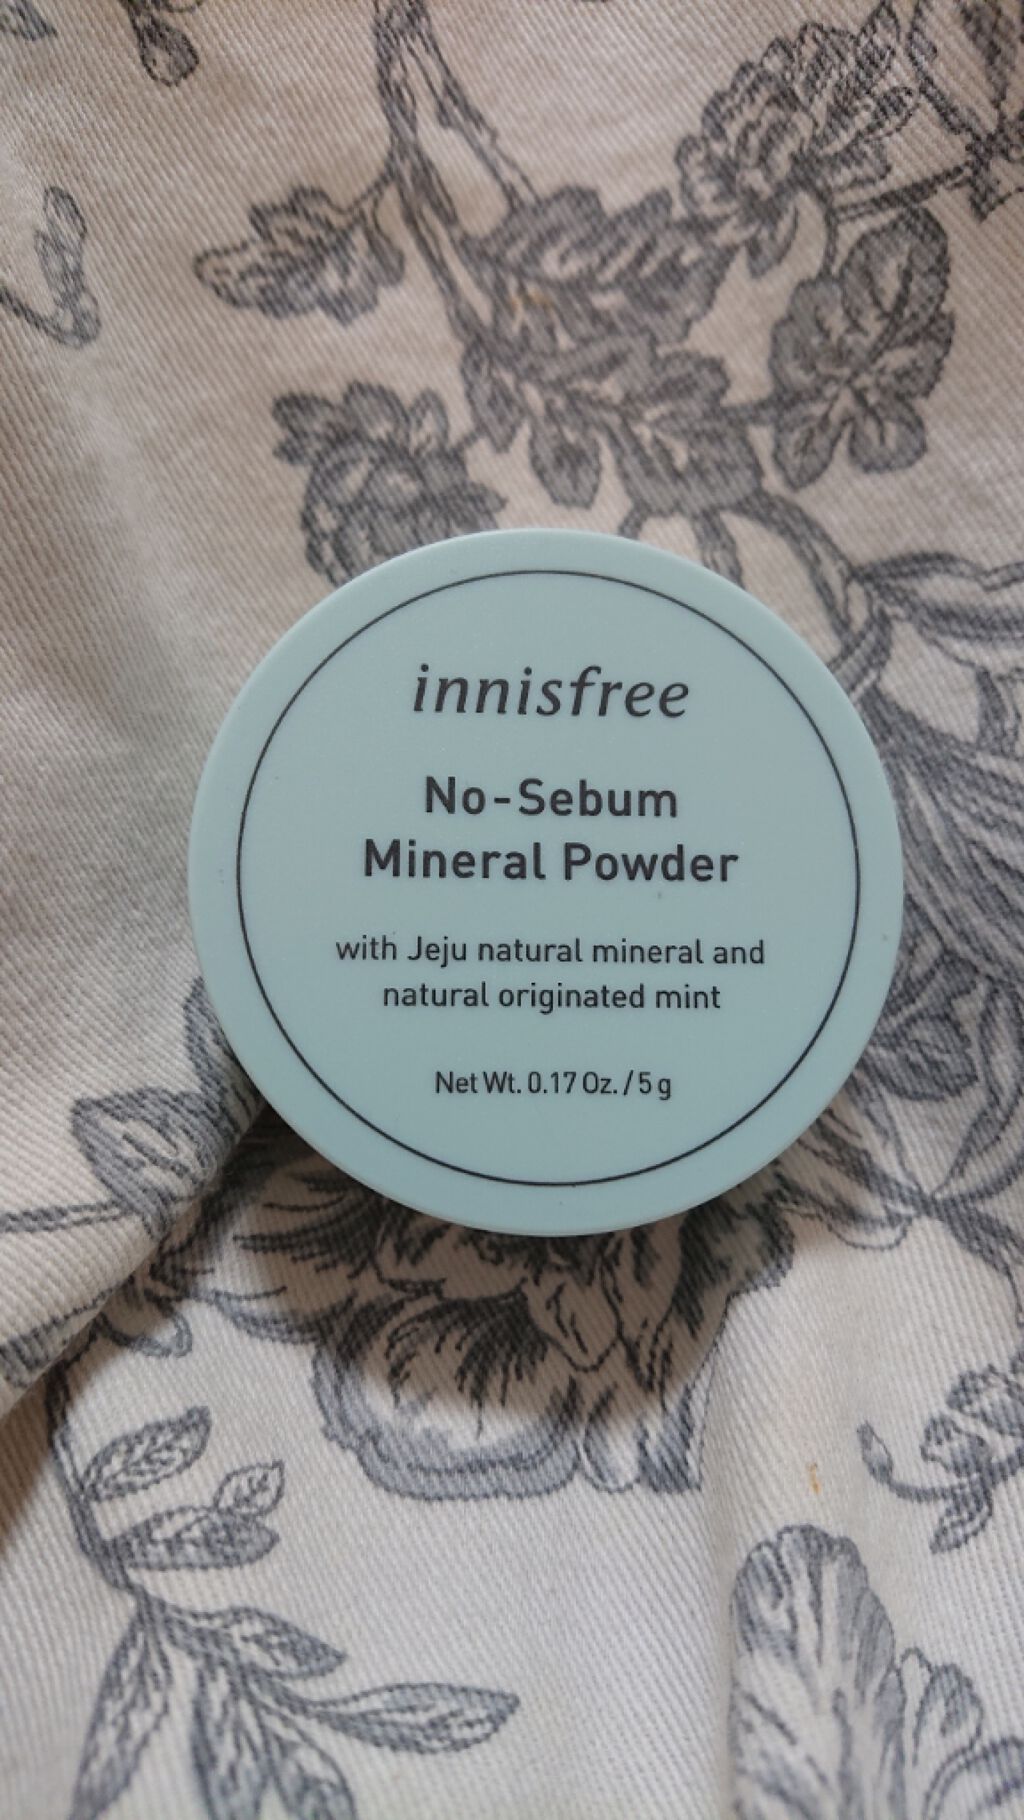 innisfree
No-Sebum
Mineral Powder
with Jeju natural mineral and
natural originated mint
Net Wt. 0.17 Oz. / 5 g